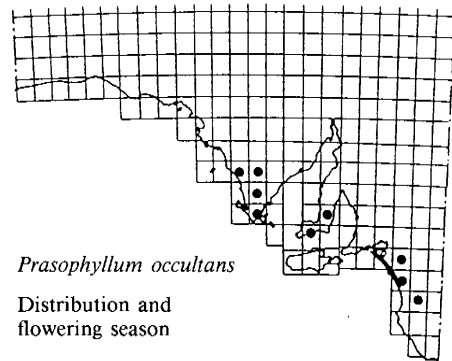 Prasophyllum occultans
Distribution and
flowering season